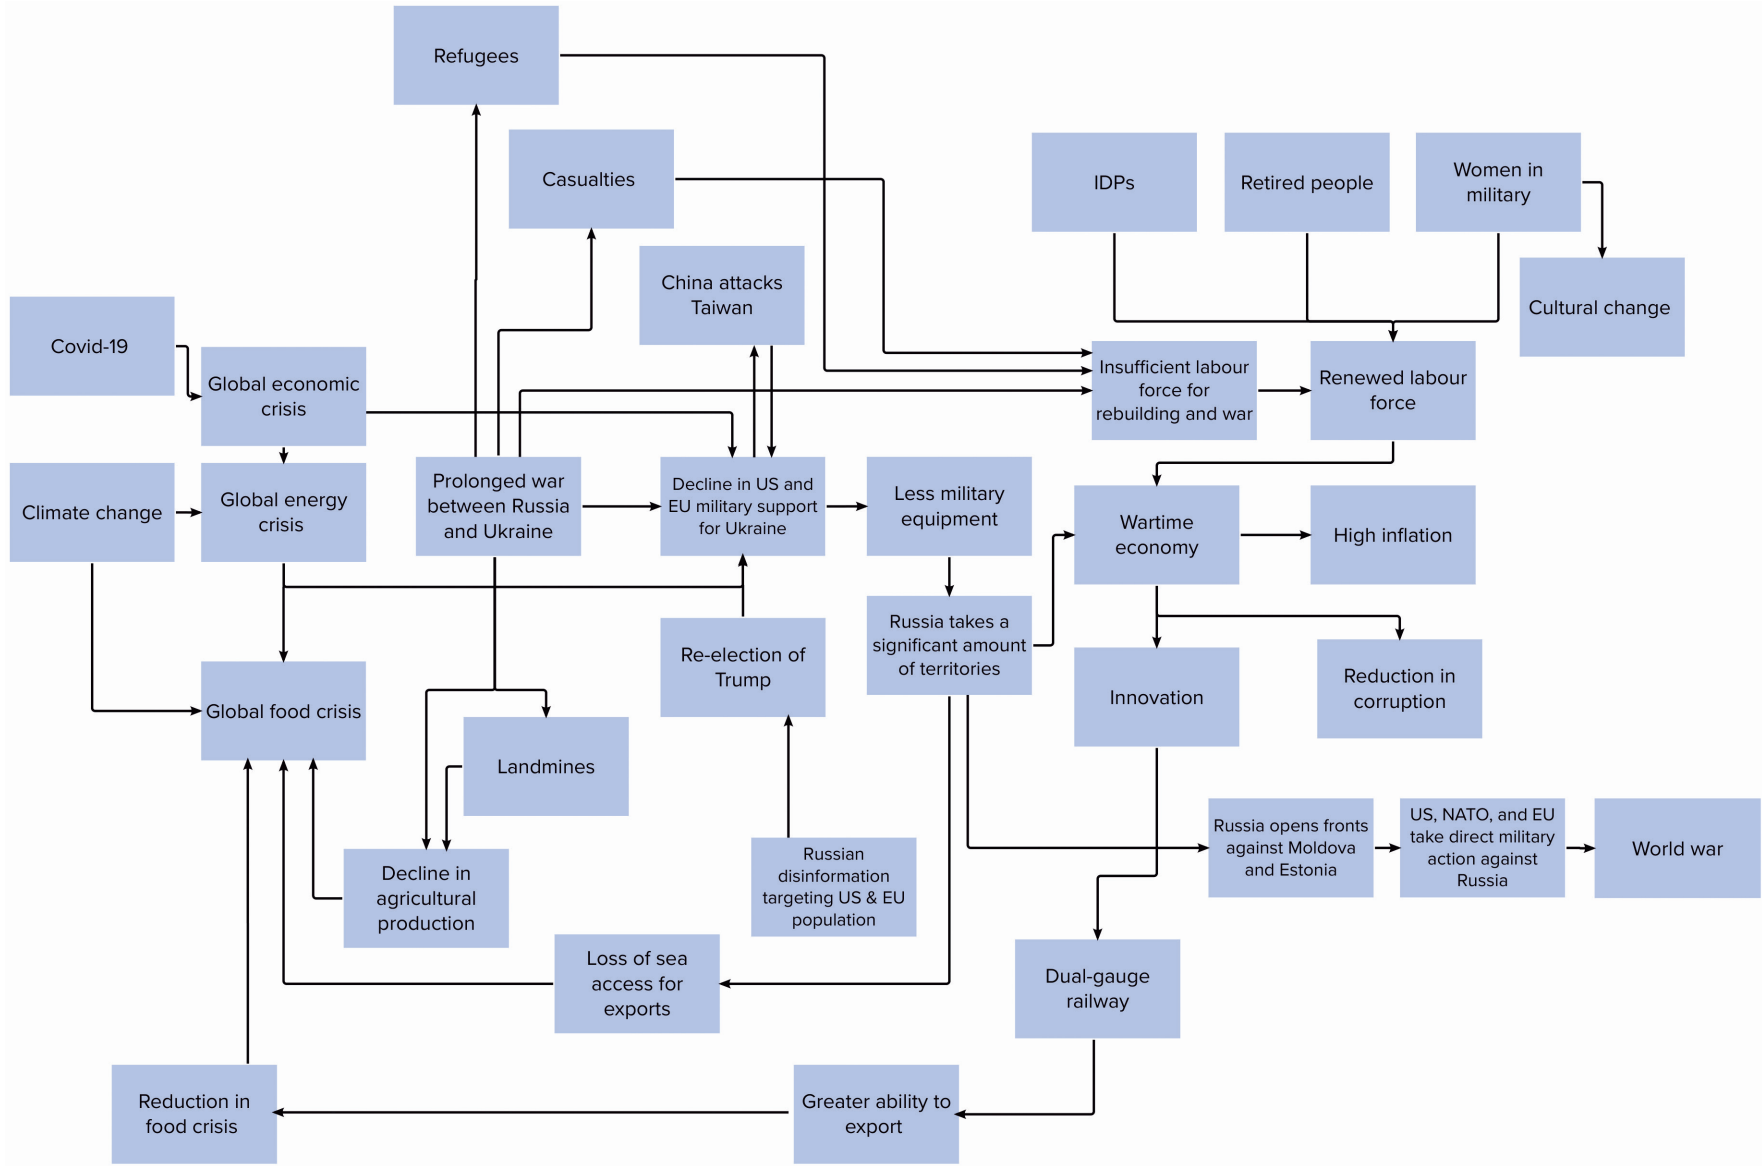 Refugees
Casualties
IDPs
Retired people
Women in
military
China attacks
Taiwan
Cultural change
Covid-19
Global economic
crisis
Insufficient labour
force for
rebuilding and war
Renewed labour
force
Climate change
Global energy
crisis
Prolonged war
between Russia
and Ukraine
Decline in US and
EU military support
for Ukraine
Less military
equipment
Wartime
economy
High inflation
Russia takes a
significant amount
of territories
Re-election of
Trump
Global food crisis
Landmines
Innovation
Reduction in
corruption
Decline in
agricultural
production
Russian
disinformation
targeting US & EU
population
Russia opens fronts
against Moldova
and Estonia
US, NATO, and EU
take direct military
action against
Russia
World war
Loss of sea
access for
exports
Dual-gauge
railway
Reduction in
food crisis
Greater ability to
export